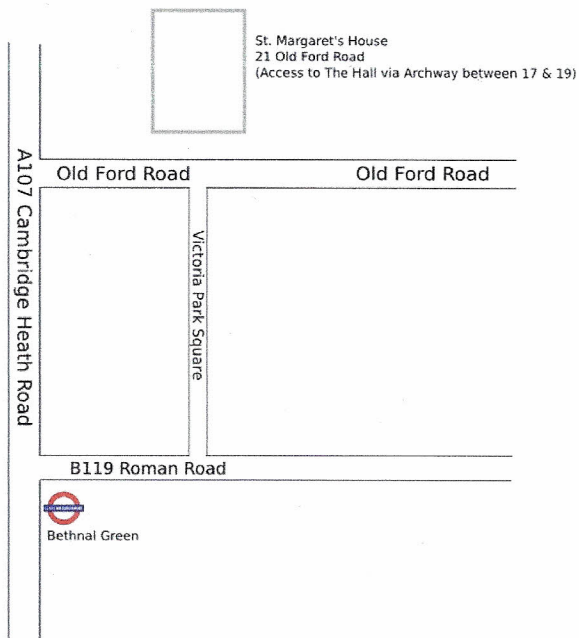 St. Margaret's House
21 Old Ford Road
(Access to The Hall via Archway between 17 & 19)
Old Ford Road
Old Ford Road
A107 Cambridge Heath Road
Victoria Park Square
B119 Roman Road
Bethnal Green